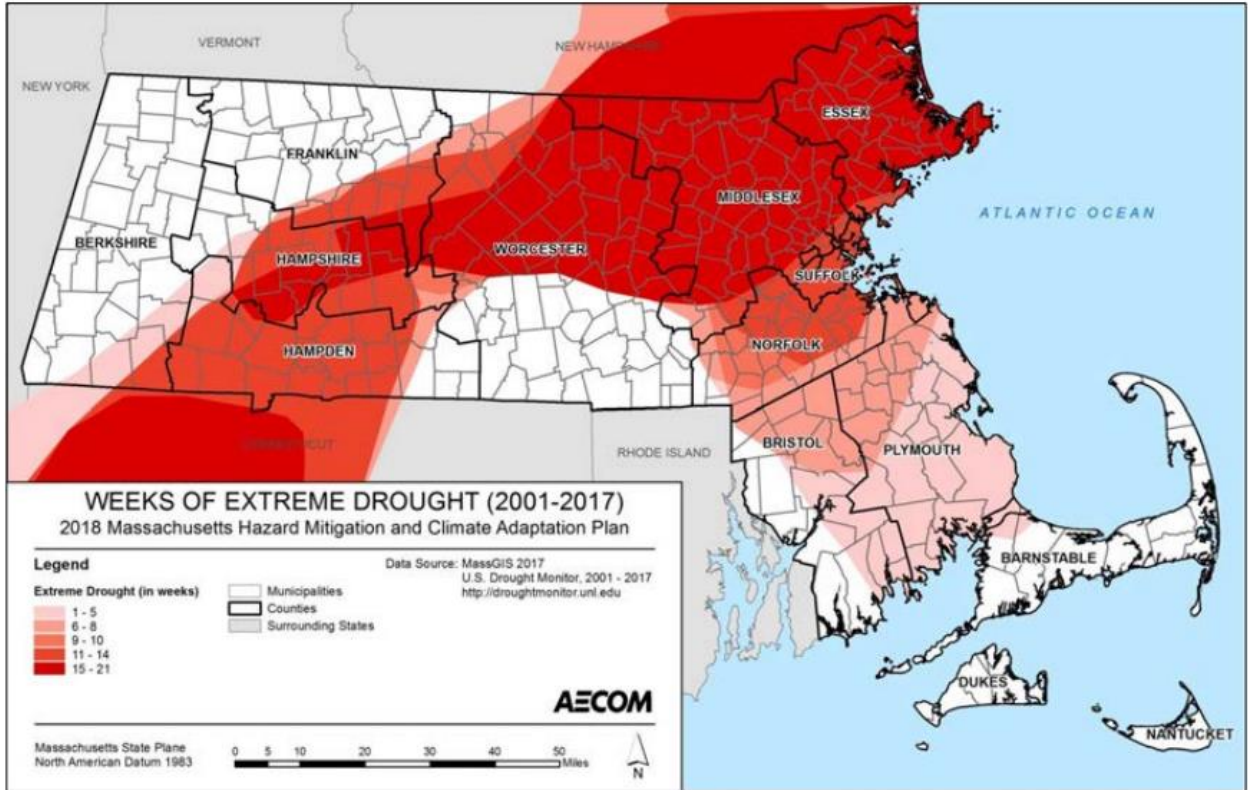 VERMONT
NEW HAMPSHIRE
NEW YORK
ESSEX
FRANKLIN
MIDDLESEX
ATLANTIC OCEAN
BERKSHIRE
WORCESTER
HAMPSHIRE
SUFFOLK
NORFOLK
HAMPDEN
CONNECTICUT
RHODE ISLAND
BRISTOL
PLYMOUTH
BARNSTABLE
DUKES
NANTUCKET
WEEKS OF EXTREME DROUGHT (2001-2017)
2018 Massachusetts Hazard Mitigation and Climate Adaptation Plan
Legend
Extreme Drought (in weeks)
1 - 5
6 - 8
9 - 10
11 - 14
15 - 21
Municipalities
Counties
Surrounding States
Data Source: MassGIS 2017
U.S. Drought Monitor, 2001 - 2017
http://droughtmonitor.unl.edu
AECOM
Massachusetts State Plane
North American Datum 1983
0 5 10 20 30 40 50
Miles
N